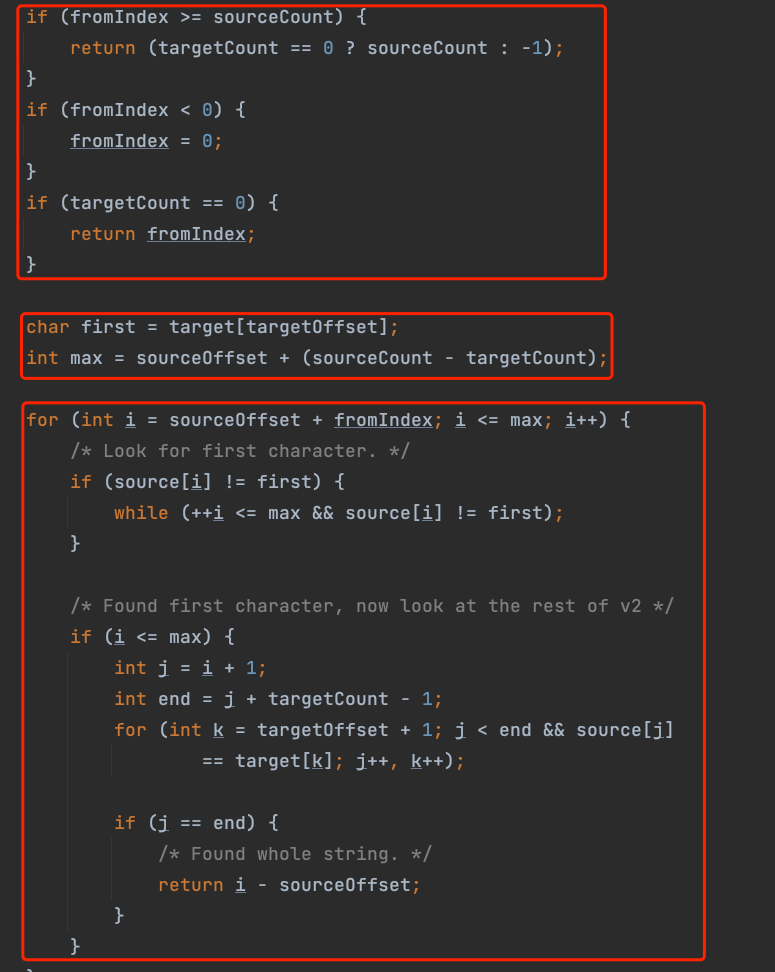 if (fromIndex >= sourceCount) {
    return (targetCount == 0 ? sourceCount : -1);
}
if (fromIndex < 0) {
    fromIndex = 0;
}
if (targetCount == 0) {
    return fromIndex;
}
char first = target[targetOffset];
int max = sourceOffset + (sourceCount - targetCount);
for (int i = sourceOffset + fromIndex; i <= max; i++) {
    /* Look for first character. */
    if (source[i] != first) {
        while (++i <= max && source[i] != first);
    }
    /* Found first character, now look at the rest of v2 */
    if (i <= max) {
        int j = i + 1;
        int end = j + targetCount - 1;
        for (int k = targetOffset + 1; j < end && source[j]
                == target[k]; j++, k++);
        if (j == end) {
            /* Found whole string. */
            return i - sourceOffset;
        }
    }
}